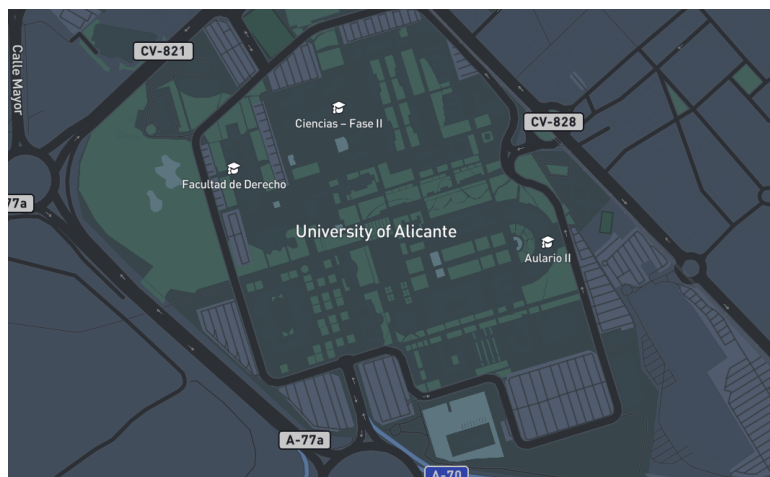 CV-821
Calle Mayor
Ciencias – Fase II
CV-828
Facultad de Derecho
77a
University of Alicante
Aulario II
A-77a
A-70